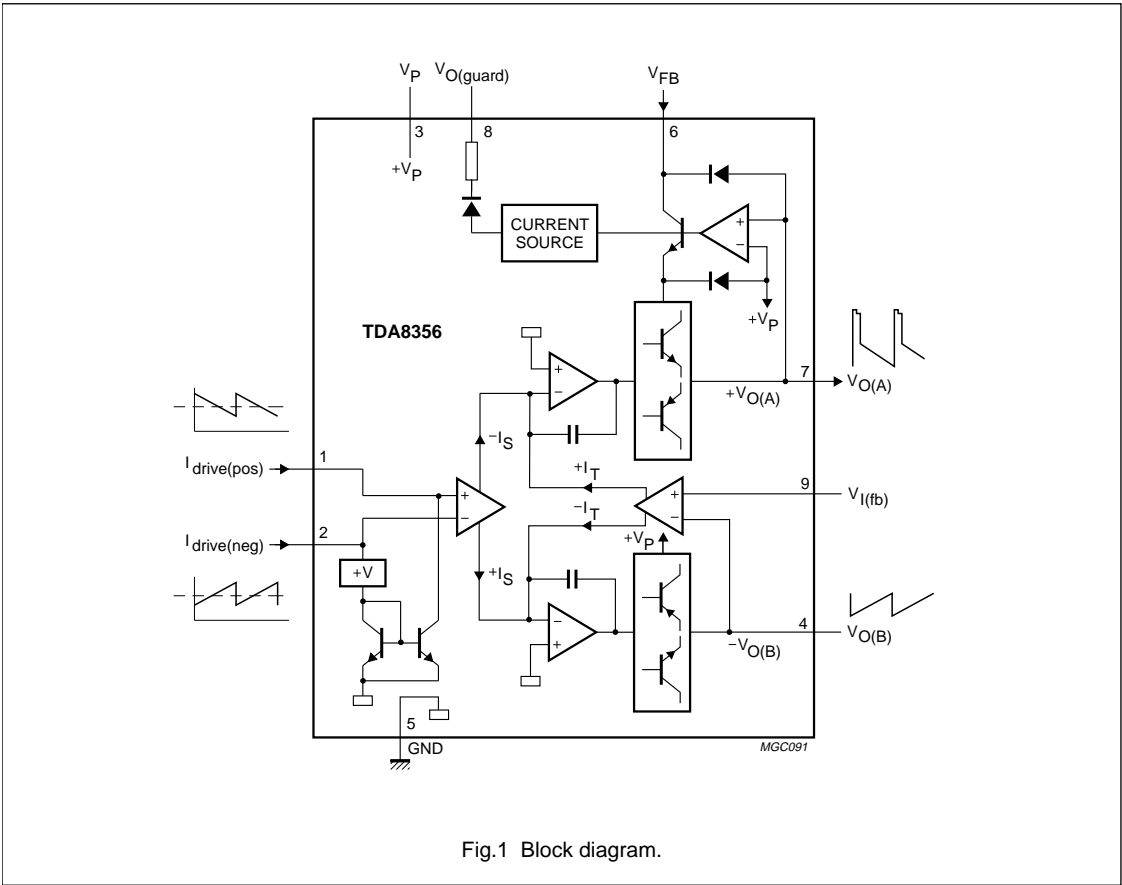 VP VO(guard) VFB
3 8 6
+VP
CURRENT
SOURCE
+
−
+VP
TDA8356
+
−
7
+VO(A) VO(A)
−IS
1
Idrive(pos)
+IT
+
9
VI(fb)
+
−
−
−IT
2
Idrive(neg)
+VP
+V
+IS
−
+
4
−VO(B) VO(B)
5
GND
MGC091
Fig.1 Block diagram.